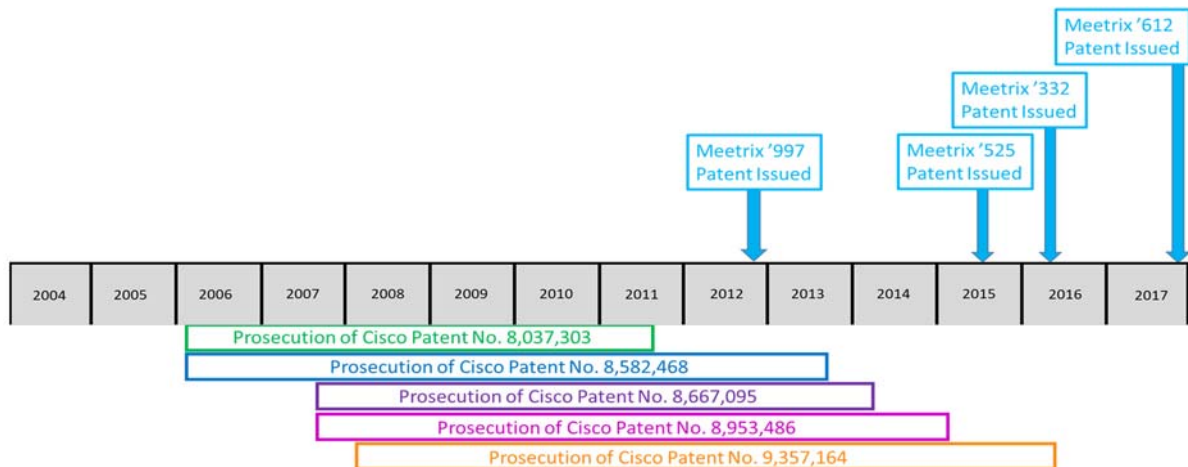 Meetrix '612
Patent Issued
Meetrix '332
Patent Issued
Meetrix '997
Patent Issued
Meetrix '525
Patent Issued
2004 2005 2006 2007 2008 2009 2010 2011 2012 2013 2014 2015 2016 2017
Prosecution of Cisco Patent No. 8,037,303
Prosecution of Cisco Patent No. 8,582,468
Prosecution of Cisco Patent No. 8,667,095
Prosecution of Cisco Patent No. 8,953,486
Prosecution of Cisco Patent No. 9,357,164